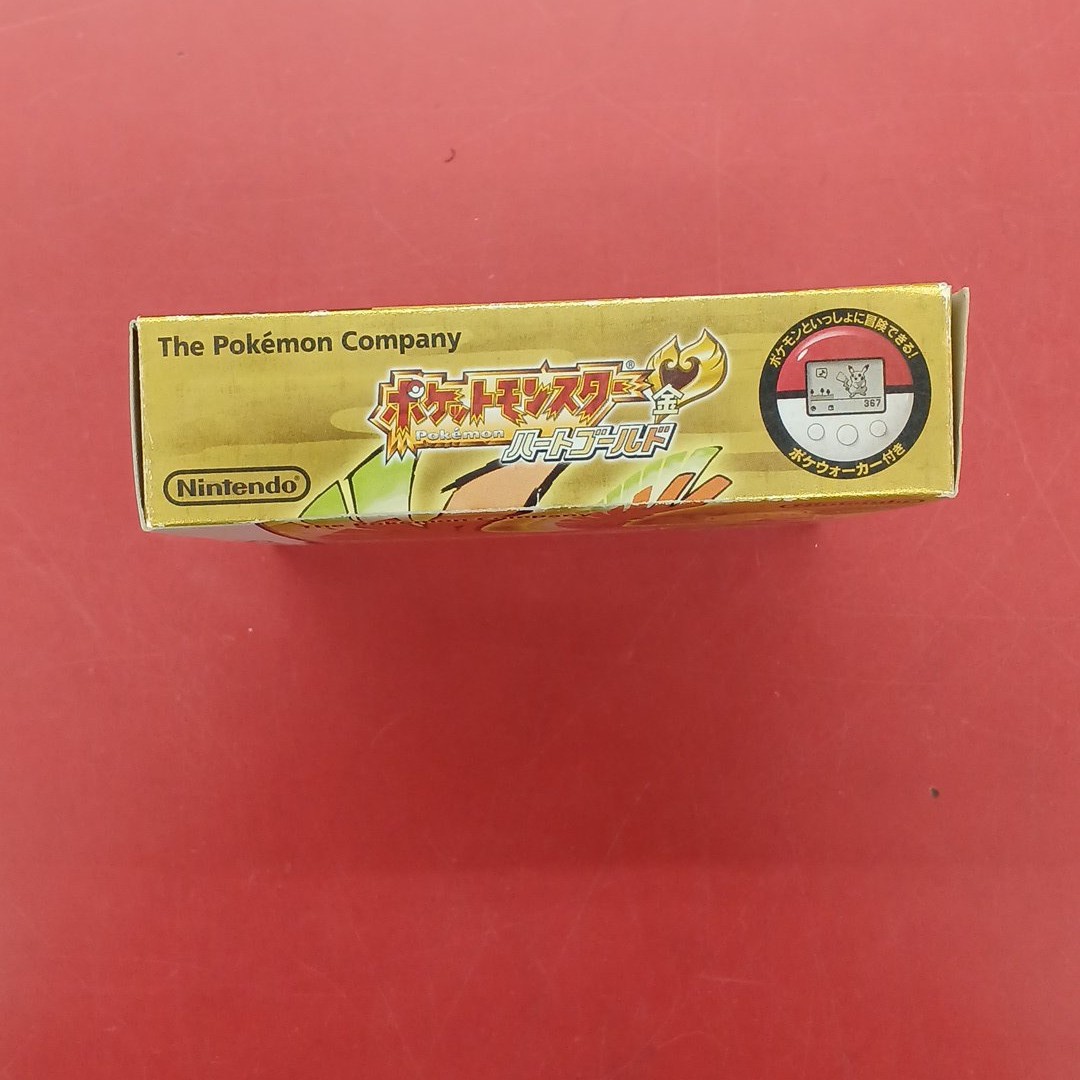 The Pokémon Company
ポケットモンスター®
金
Pokémon
ハートゴールド
Nintendo®
ポケモンといっしょに冒険できる!
367
ポケウォーカー付き